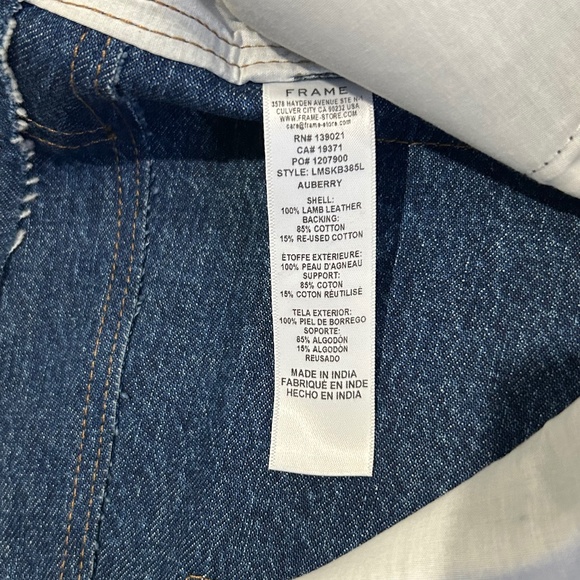 FRAME
3578 HAYDEN AVENUE STE N-1
CULVER CITY CA 90232 USA
WWW.FRAME-STORE.COM
care@frame-store.com
RN# 139021
CA# 19371
PO# 1207900
STYLE: LMSKB385L
AUBERRY
SHELL:
100% LAMB LEATHER
BACKING:
85% COTTON
15% RE-USED COTTON
ÉTOFFE EXTERIEURE:
100% PEAU D'AGNEAU
SUPPORT:
85% COTON
15% COTON RÉUTILISÉ
TELA EXTERIOR:
100% PIEL DE BORREGO
SOPORTE:
85% ALGODÓN
15% ALGODÓN
REUSADO
MADE IN INDIA
FABRIQUÉ EN INDE
HECHO EN INDIA